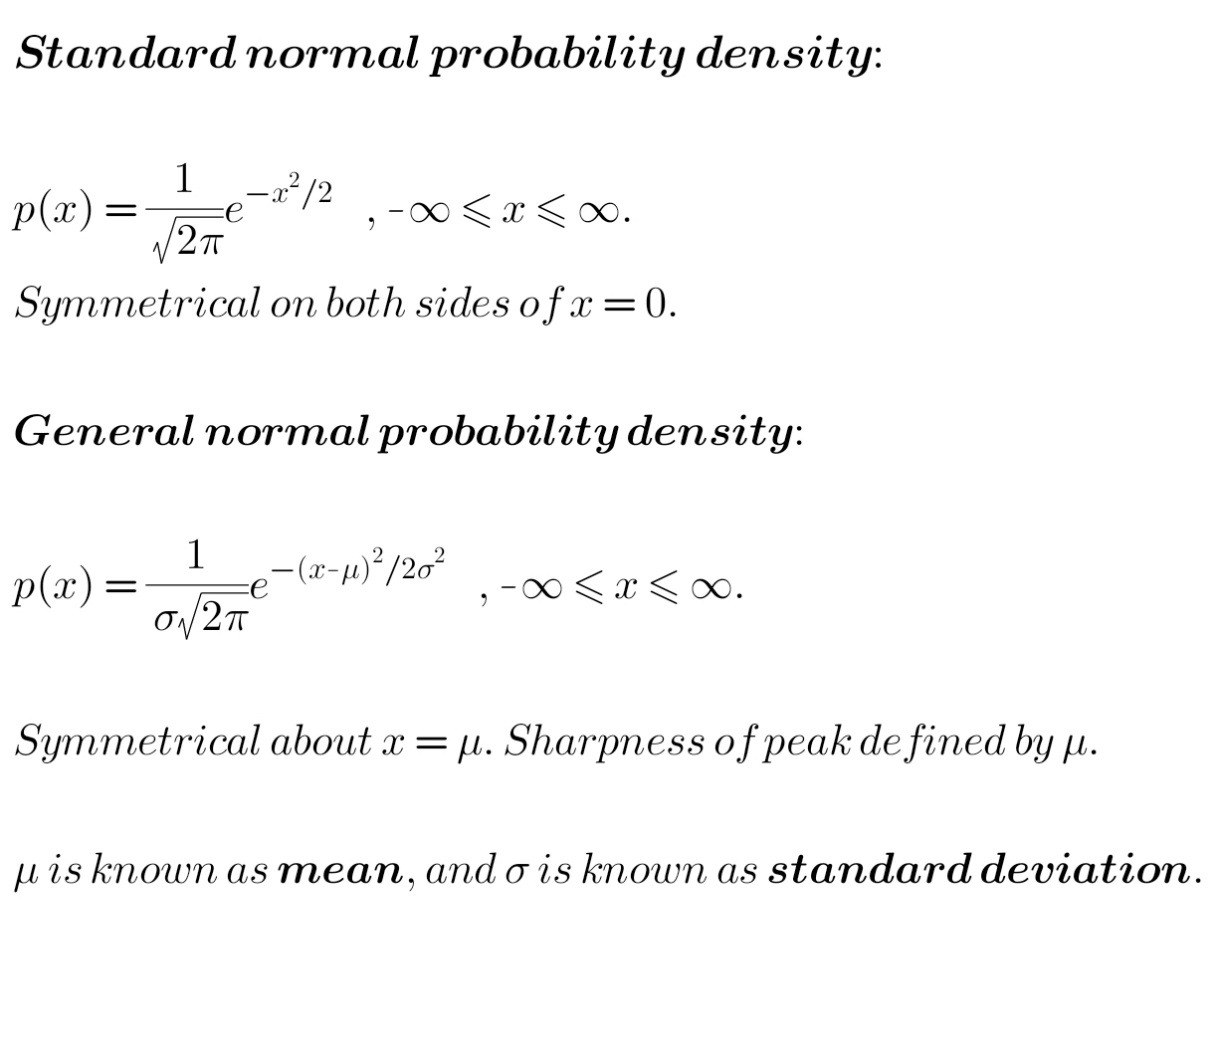 Standard normal probability density:
p(x) = 1/√2π e^−x²/2 , -∞ ⩽ x ⩽ ∞.
Symmetrical on both sides of x = 0.
General normal probability density:
p(x) = 1/σ√2π e^−(x-μ)²/2σ² , -∞ ⩽ x ⩽ ∞.
Symmetrical about x = μ. Sharpness of peak defined by μ.
μ is known as mean, and σ is known as standard deviation.